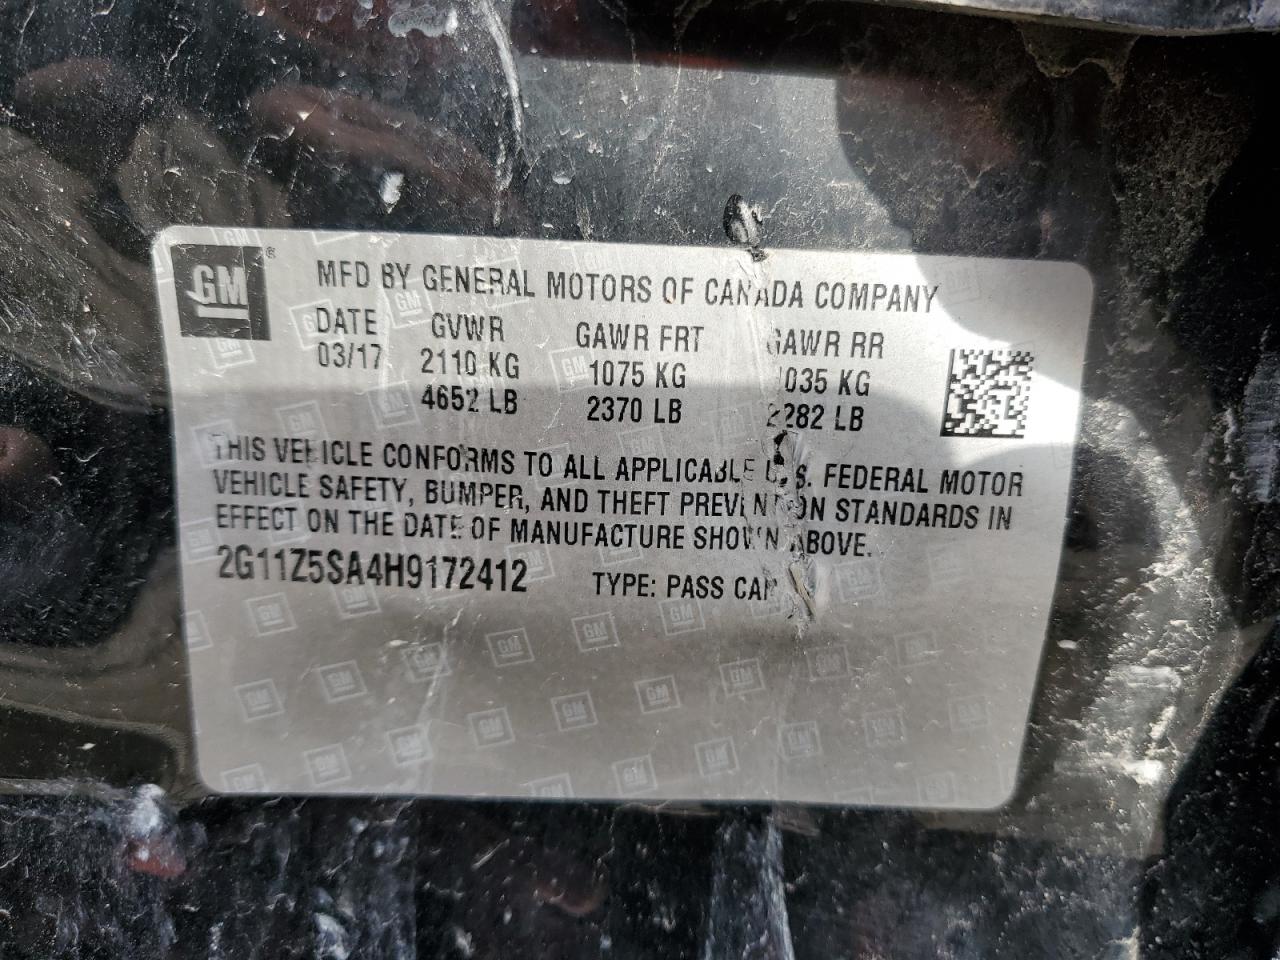 GM
MFD BY GENERAL MOTORS OF CANADA COMPANY
DATE GVWR GAWR FRT GAWR RR
03/17 2110 KG 1075 KG 1035 KG
4652 LB 2370 LB 2282 LB
THIS VEHICLE CONFORMS TO ALL APPLICABLE U.S. FEDERAL MOTOR
VEHICLE SAFETY, BUMPER, AND THEFT PREVENTION STANDARDS IN
EFFECT ON THE DATE OF MANUFACTURE SHOWN ABOVE.
2G11Z5SA4H9172412 TYPE: PASS CAR